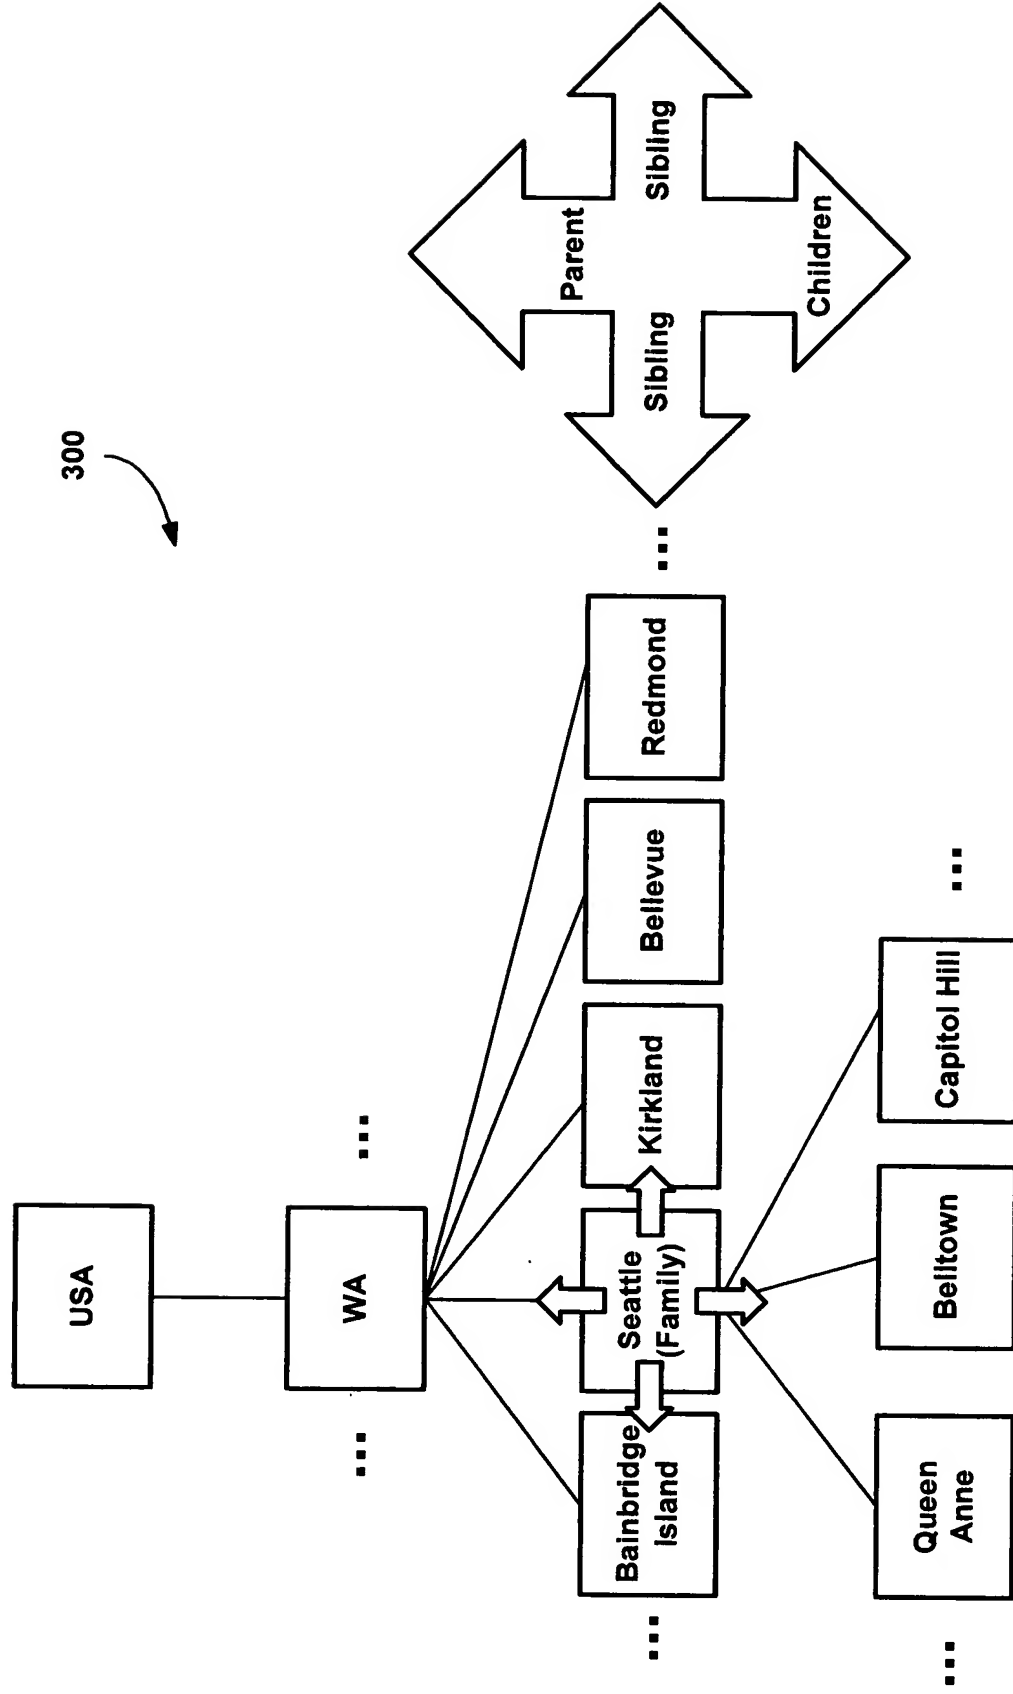 300
USA
WA
...
...
Bainbridge
Island
Seattle
(Family)
Kirkland
Bellevue
Redmond
...
...
Queen
Anne
Belltown
Capitol Hill
...
...
Parent
Sibling
Sibling
Children